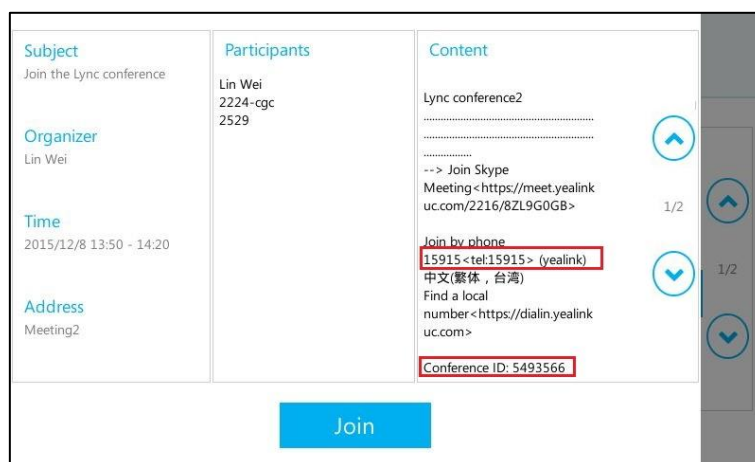 Subject
Join the Lync conference
Organizer
Lin Wei
Time
2015/12/8 13:50 - 14:20
Address
Meeting2
Participants
Lin Wei
2224-cgc
2529
Content
Lync conference2
..............................................................
..............................................................
.................
--> Join Skype
Meeting<https://meet.yealink
uc.com/2216/8ZL9G0GB>
Join by phone
15915<tel:15915> (yealink)
中文(繁体，台湾)
Find a local
number<https://dialin.yealink
uc.com>
Conference ID: 5493566
1/2
1/2
Join